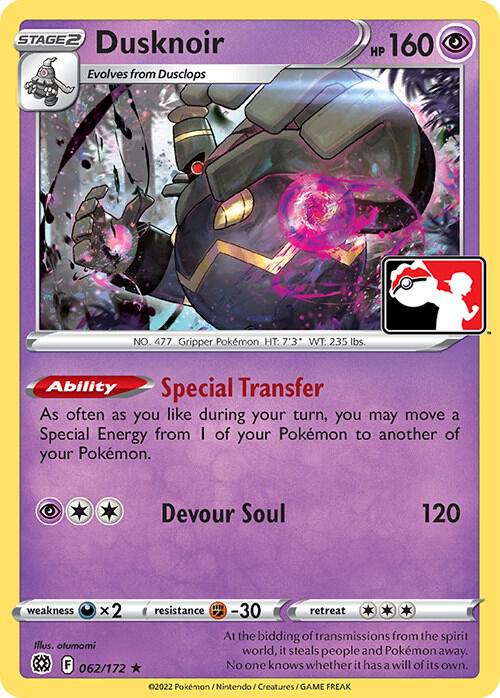 STAGE 2 Dusknoir HP 160
Evolves from Dusclops
NO. 477 Gripper Pokémon HT: 7'3" WT: 235 lbs.
TM
Ability Special Transfer
As often as you like during your turn, you may move a
Special Energy from 1 of your Pokémon to another of
your Pokémon.
Devour Soul 120
weakness ×2 resistance -30 retreat
Illus. otumami
F 062/172 ★
At the bidding of transmissions from the spirit
world, it steals people and Pokémon away.
No one knows whether it has a will of its own.
©2022 Pokémon / Nintendo / Creatures / GAME FREAK